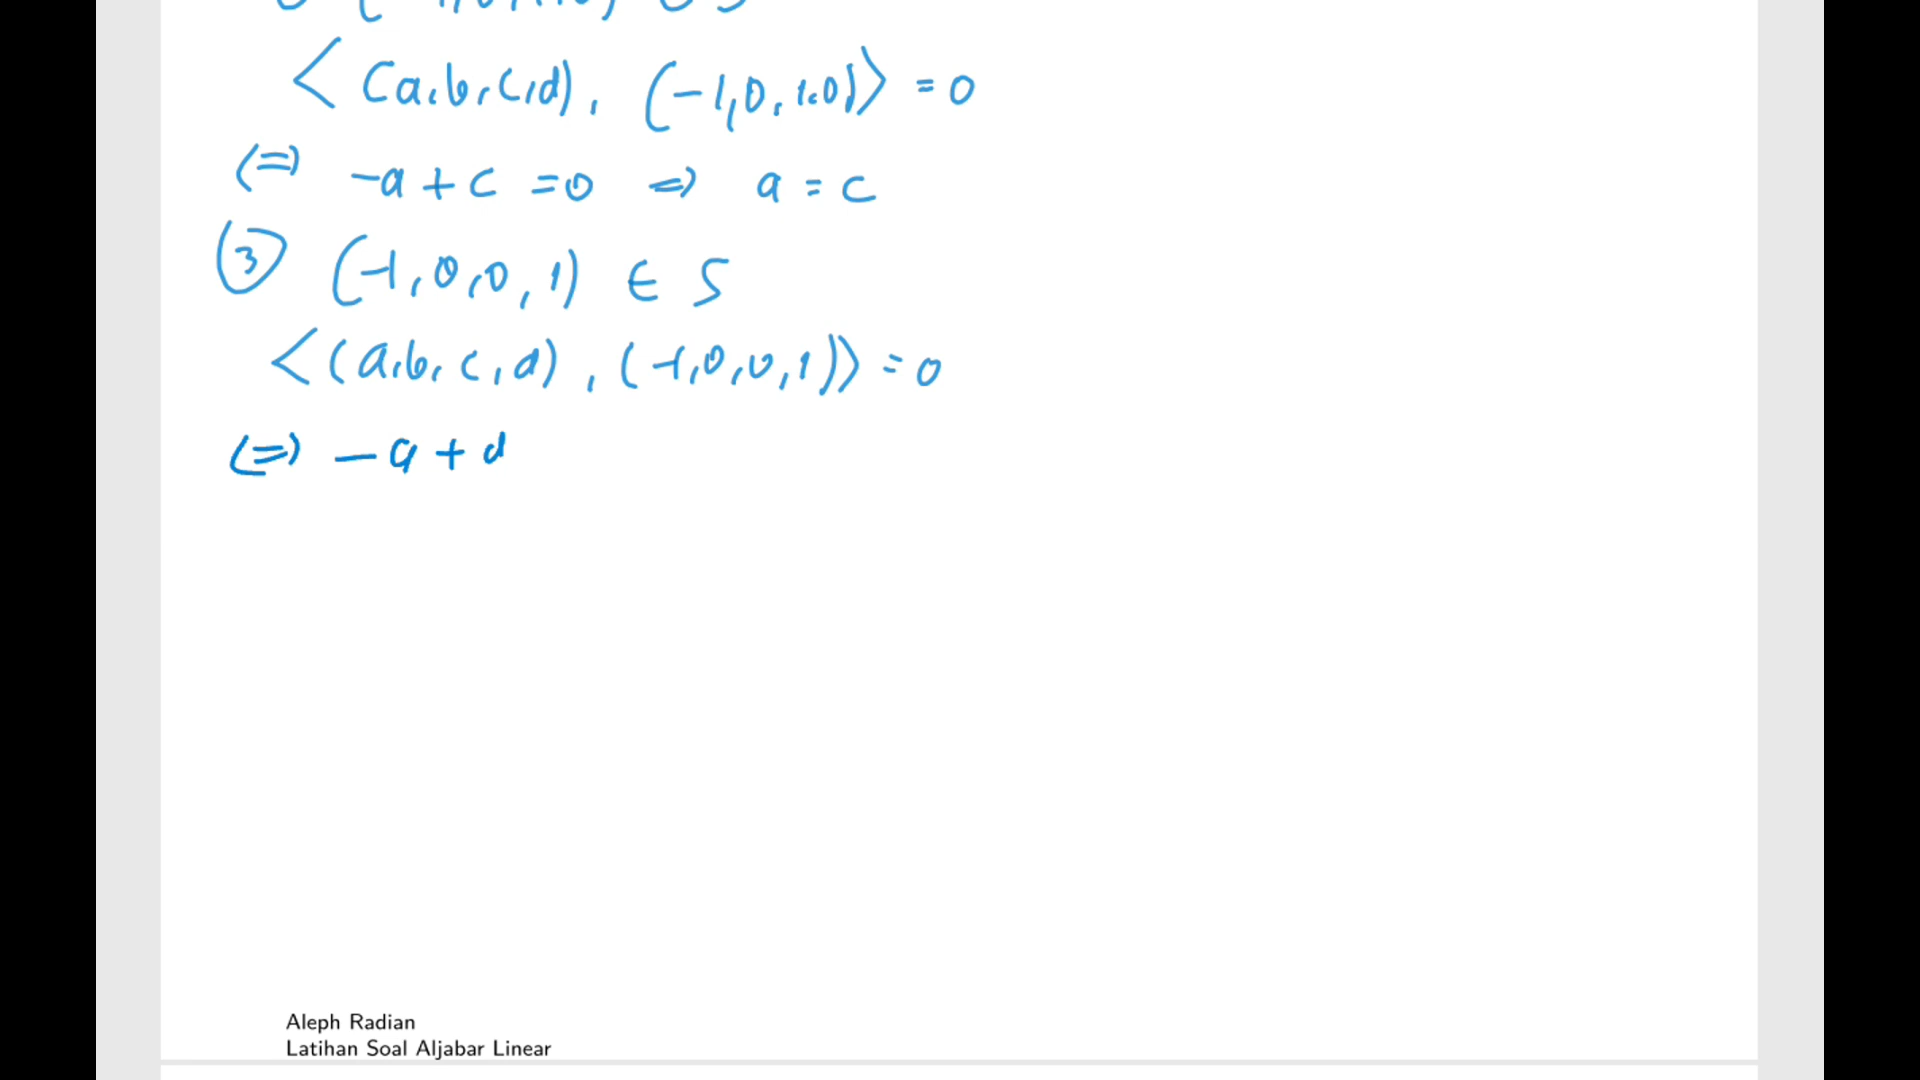 <(a,b,c,d), (-1,0,1,0)> = 0
<=> -a + c = 0 => a = c
③ (-1,0,0,1) ∈ S
<(a,b,c,d), (-1,0,0,1)> = 0
<=> -a + d
Aleph Radian
Latihan Soal Aljabar Linear